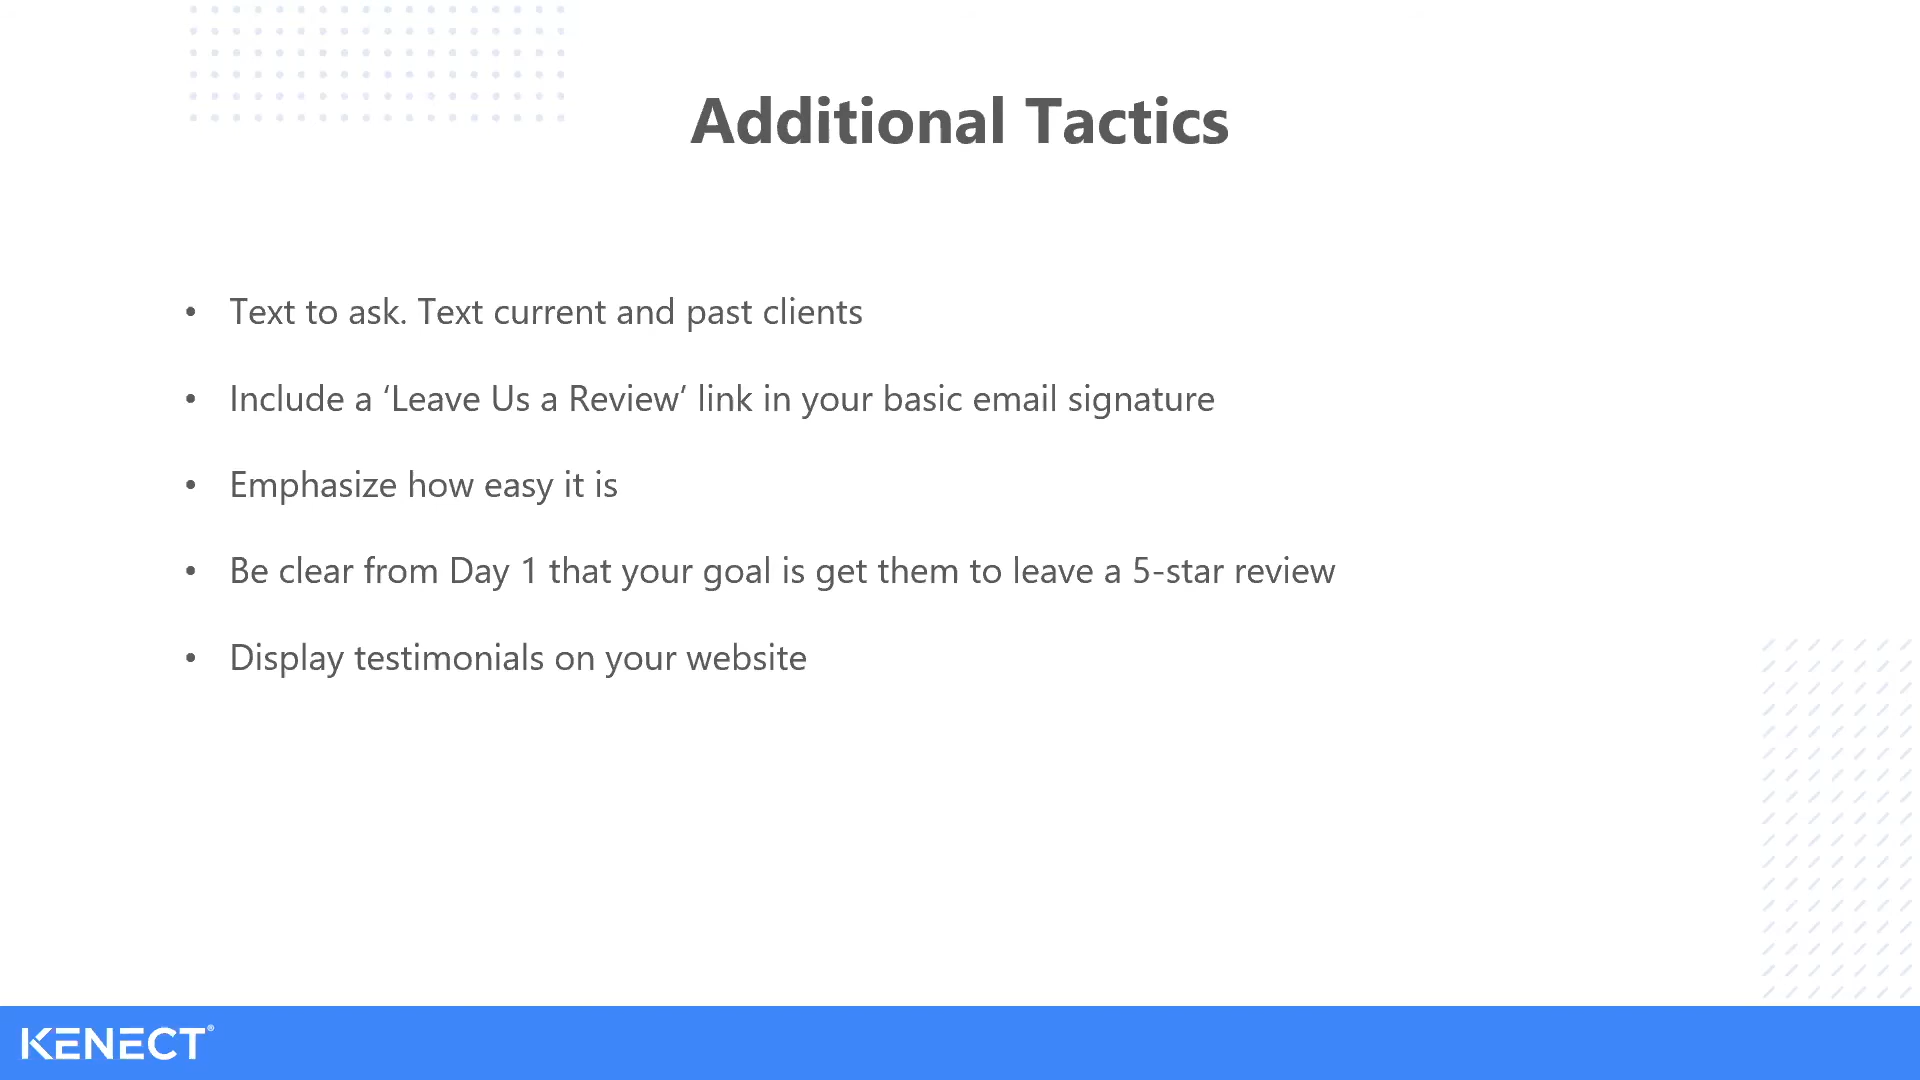 Additional Tactics
• Text to ask. Text current and past clients
• Include a ‘Leave Us a Review’ link in your basic email signature
• Emphasize how easy it is
• Be clear from Day 1 that your goal is get them to leave a 5-star review
• Display testimonials on your website
KENECT®